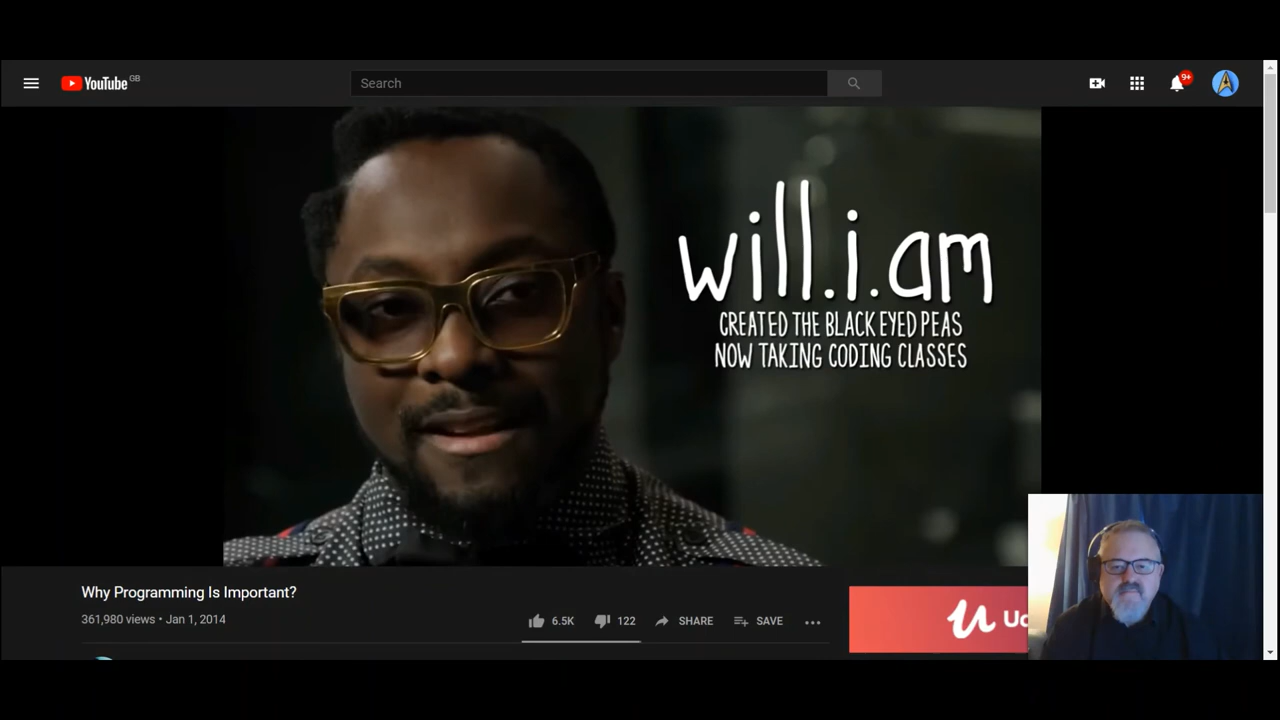 YouTube GB
Search
9+
will.i.am
CREATED THE BLACK EYED PEAS
NOW TAKING CODING CLASSES
Why Programming Is Important?
361,980 views • Jan 1, 2014
6.5K
122
SHARE
SAVE